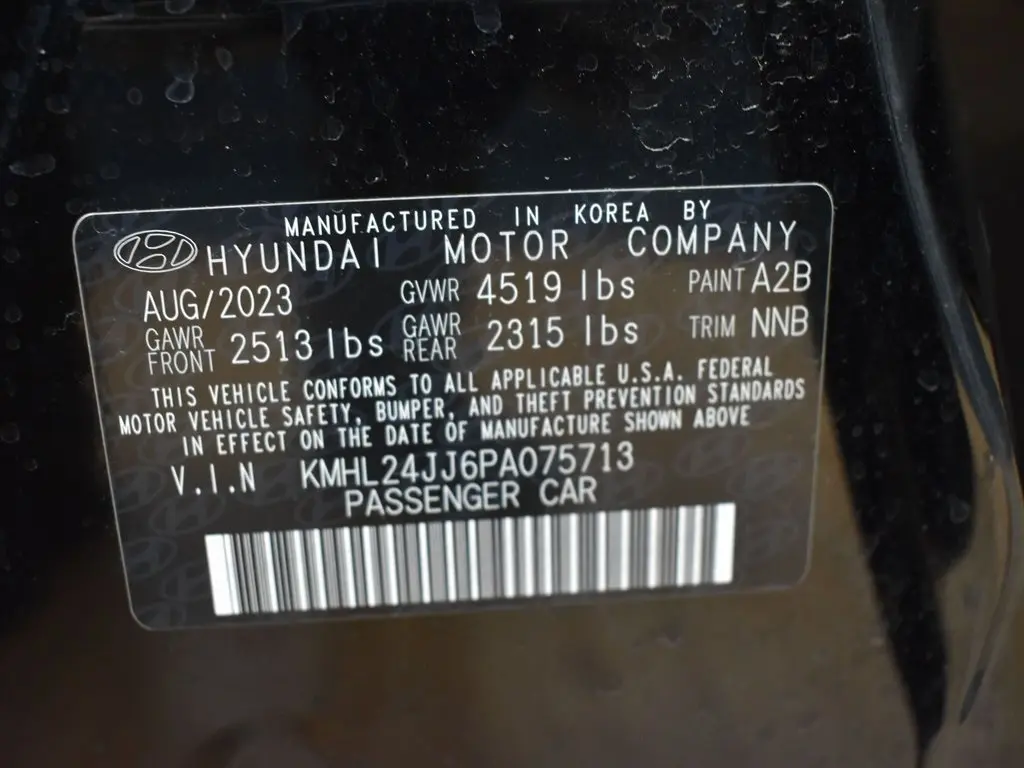 MANUFACTURED IN KOREA BY
HYUNDAI MOTOR COMPANY
AUG/2023 GVWR 4519 lbs PAINT A2B
GAWR FRONT 2513 lbs GAWR REAR 2315 lbs TRIM NNB
THIS VEHICLE CONFORMS TO ALL APPLICABLE U.S.A. FEDERAL
MOTOR VEHICLE SAFETY, BUMPER, AND THEFT PREVENTION STANDARDS
IN EFFECT ON THE DATE OF MANUFACTURE SHOWN ABOVE
V.I.N KMHL24JJ6PA075713
PASSENGER CAR